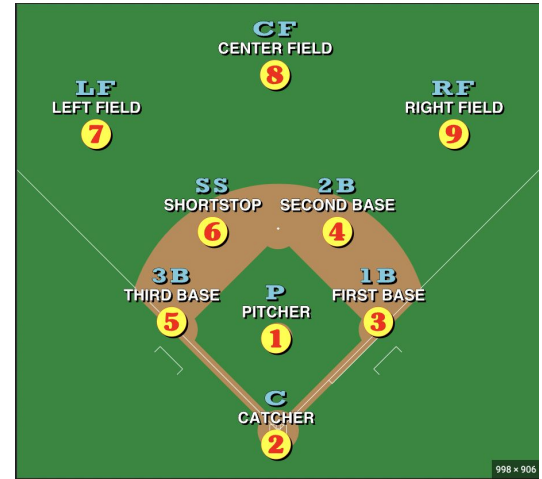 CF
CENTER FIELD
8
LF
LEFT FIELD
7
RF
RIGHT FIELD
9
SS
SHORTSTOP
6
2B
SECOND BASE
4
3B
THIRD BASE
5
P
PITCHER
1
1B
FIRST BASE
3
C
CATCHER
2
998 × 906